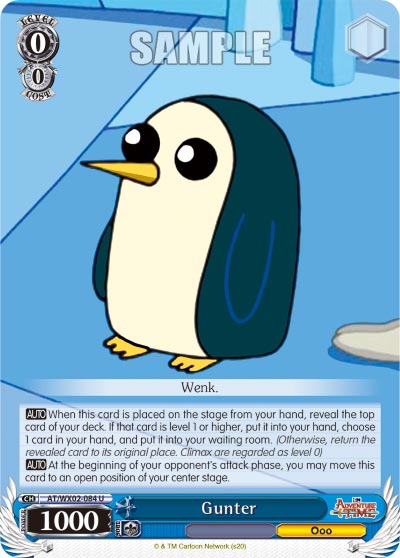 LEVEL
0
0
COST
SAMPLE
Wenk.
AUTO When this card is placed on the stage from your hand, reveal the top
card of your deck. If that card is level 1 or higher, put it into your hand, choose
1 card in your hand, and put it into your waiting room. (Otherwise, return the
revealed card to its original place. Climax are regarded as level 0)
AUTO At the beginning of your opponent's attack phase, you may move this
card to an open position of your center stage.
CH AT/WX02-084 U
POWER 1000
Gunter
Ooo
ADVENTURE TIME
© & TM Cartoon Network (s20)